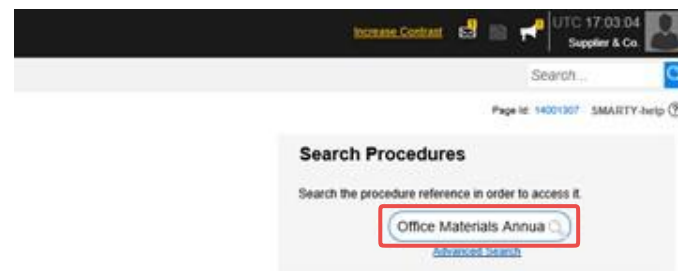 Increase Contrast
UTC 17:03:04
Supplier & Co.
Search...
Page Id: 14001307 SMARTY-help
Search Procedures
Search the procedure reference in order to access it.
Office Materials Annua
Advanced Search